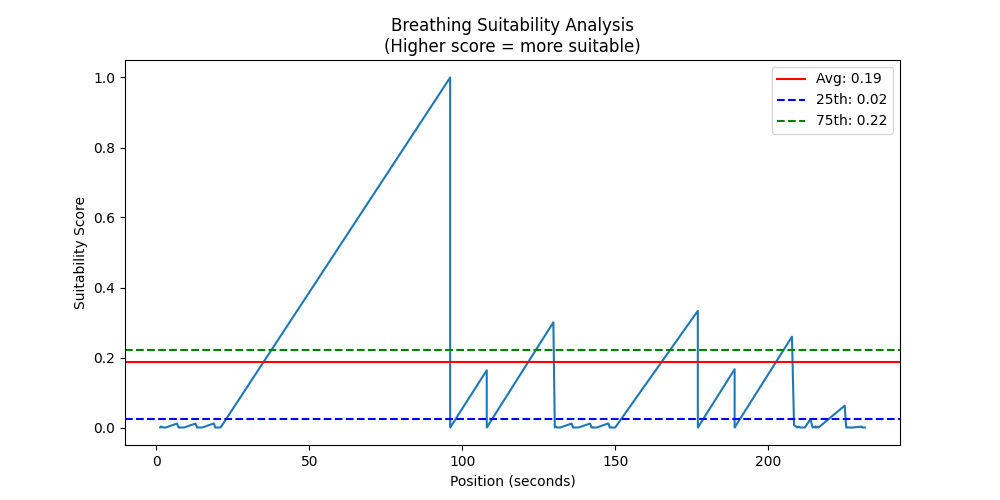 Breathing Suitability Analysis
(Higher score = more suitable)
Avg: 0.19
25th: 0.02
75th: 0.22
Suitability Score
1.0
0.8
0.6
0.4
0.2
0.0
0 50 100 150 200
Position (seconds)